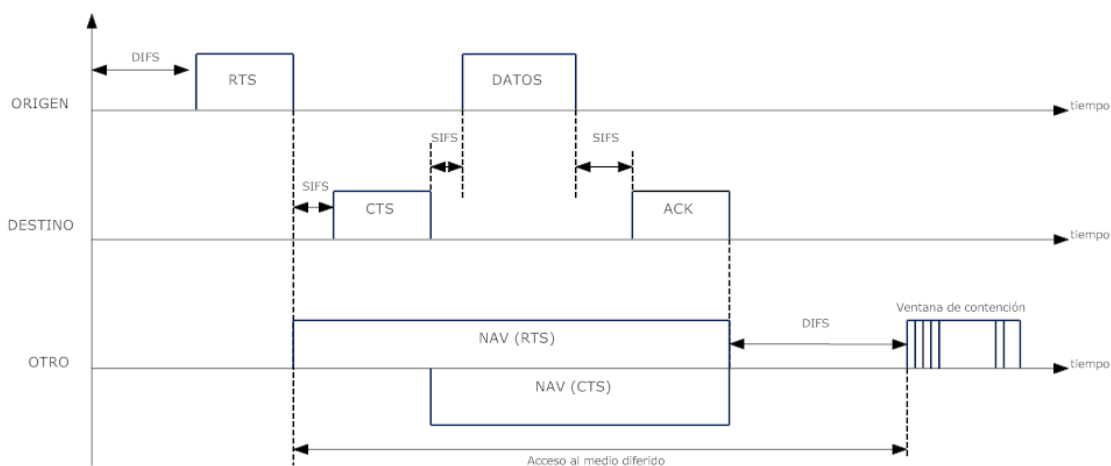 DIFS
RTS
DATOS
ORIGEN
tiempo
SIFS
SIFS
SIFS
CTS
ACK
DESTINO
tiempo
Ventana de contención
DIFS
NAV (RTS)
OTRO
tiempo
NAV (CTS)
Acceso al medio diferido